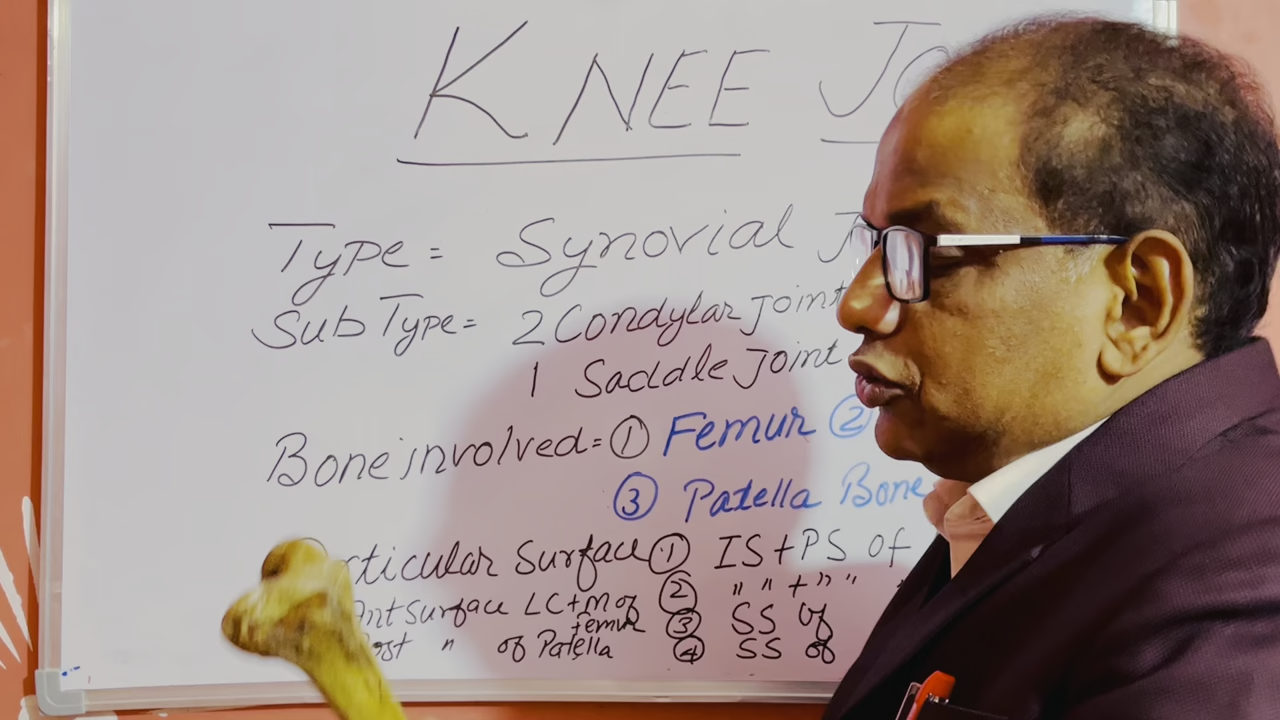 KNEE JO
Type = Synovial J
Sub Type = 2 Condylar Joint
1 Saddle Joint
Bone involved = ① Femur ②
③ Patella Bone
rticular Surface ① IS + PS of
Ant Surface LC + M of femur ② " " + " " "
③ SS of
ost " of Patella ④ SS of